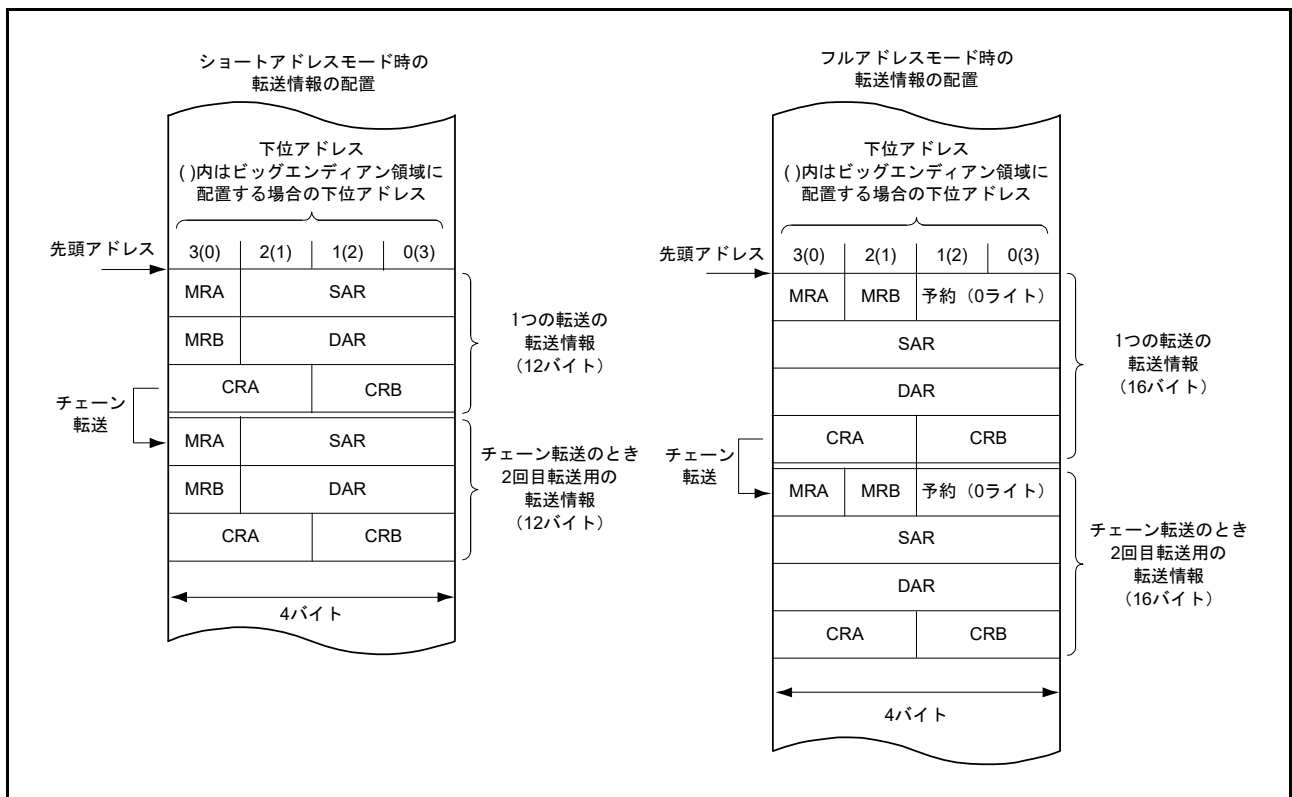 ショートアドレスモード時の
転送情報の配置
下位アドレス
( )内はビッグエンディアン領域に
配置する場合の下位アドレス
先頭アドレス
3(0) 2(1) 1(2) 0(3)
MRA SAR
MRB DAR
CRA CRB
1つの転送の
転送情報
（12バイト）
チェーン
転送
MRA SAR
MRB DAR
CRA CRB
チェーン転送のとき
2回目転送用の
転送情報
（12バイト）
4バイト
フルアドレスモード時の
転送情報の配置
下位アドレス
( )内はビッグエンディアン領域に
配置する場合の下位アドレス
先頭アドレス
3(0) 2(1) 1(2) 0(3)
MRA MRB 予約（0ライト）
SAR
DAR
CRA CRB
1つの転送の
転送情報
（16バイト）
チェーン
転送
MRA MRB 予約（0ライト）
SAR
DAR
CRA CRB
チェーン転送のとき
2回目転送用の
転送情報
（16バイト）
4バイト